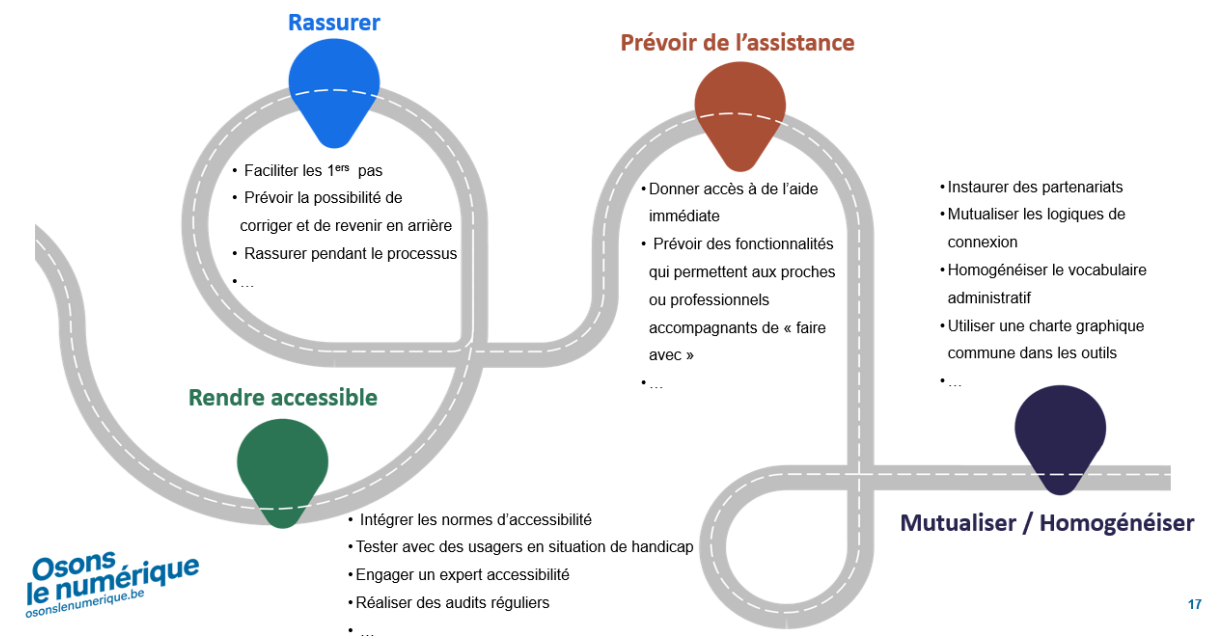 Rassurer
• Faciliter les 1ers pas
• Prévoir la possibilité de
corriger et de revenir en arrière
• Rassurer pendant le processus
• ...
Prévoir de l’assistance
• Donner accès à de l’aide
immédiate
• Prévoir des fonctionnalités
qui permettent aux proches
ou professionnels
accompagnants de « faire
avec »
• ...
• Instaurer des partenariats
• Mutualiser les logiques de
connexion
• Homogénéiser le vocabulaire
administratif
• Utiliser une charte graphique
commune dans les outils
• ...
Mutualiser / Homogénéiser
Rendre accessible
• Intégrer les normes d’accessibilité
• Tester avec des usagers en situation de handicap
• Engager un expert accessibilité
• Réaliser des audits réguliers
• ...
Osons
le numérique
osonslenumerique.be
17